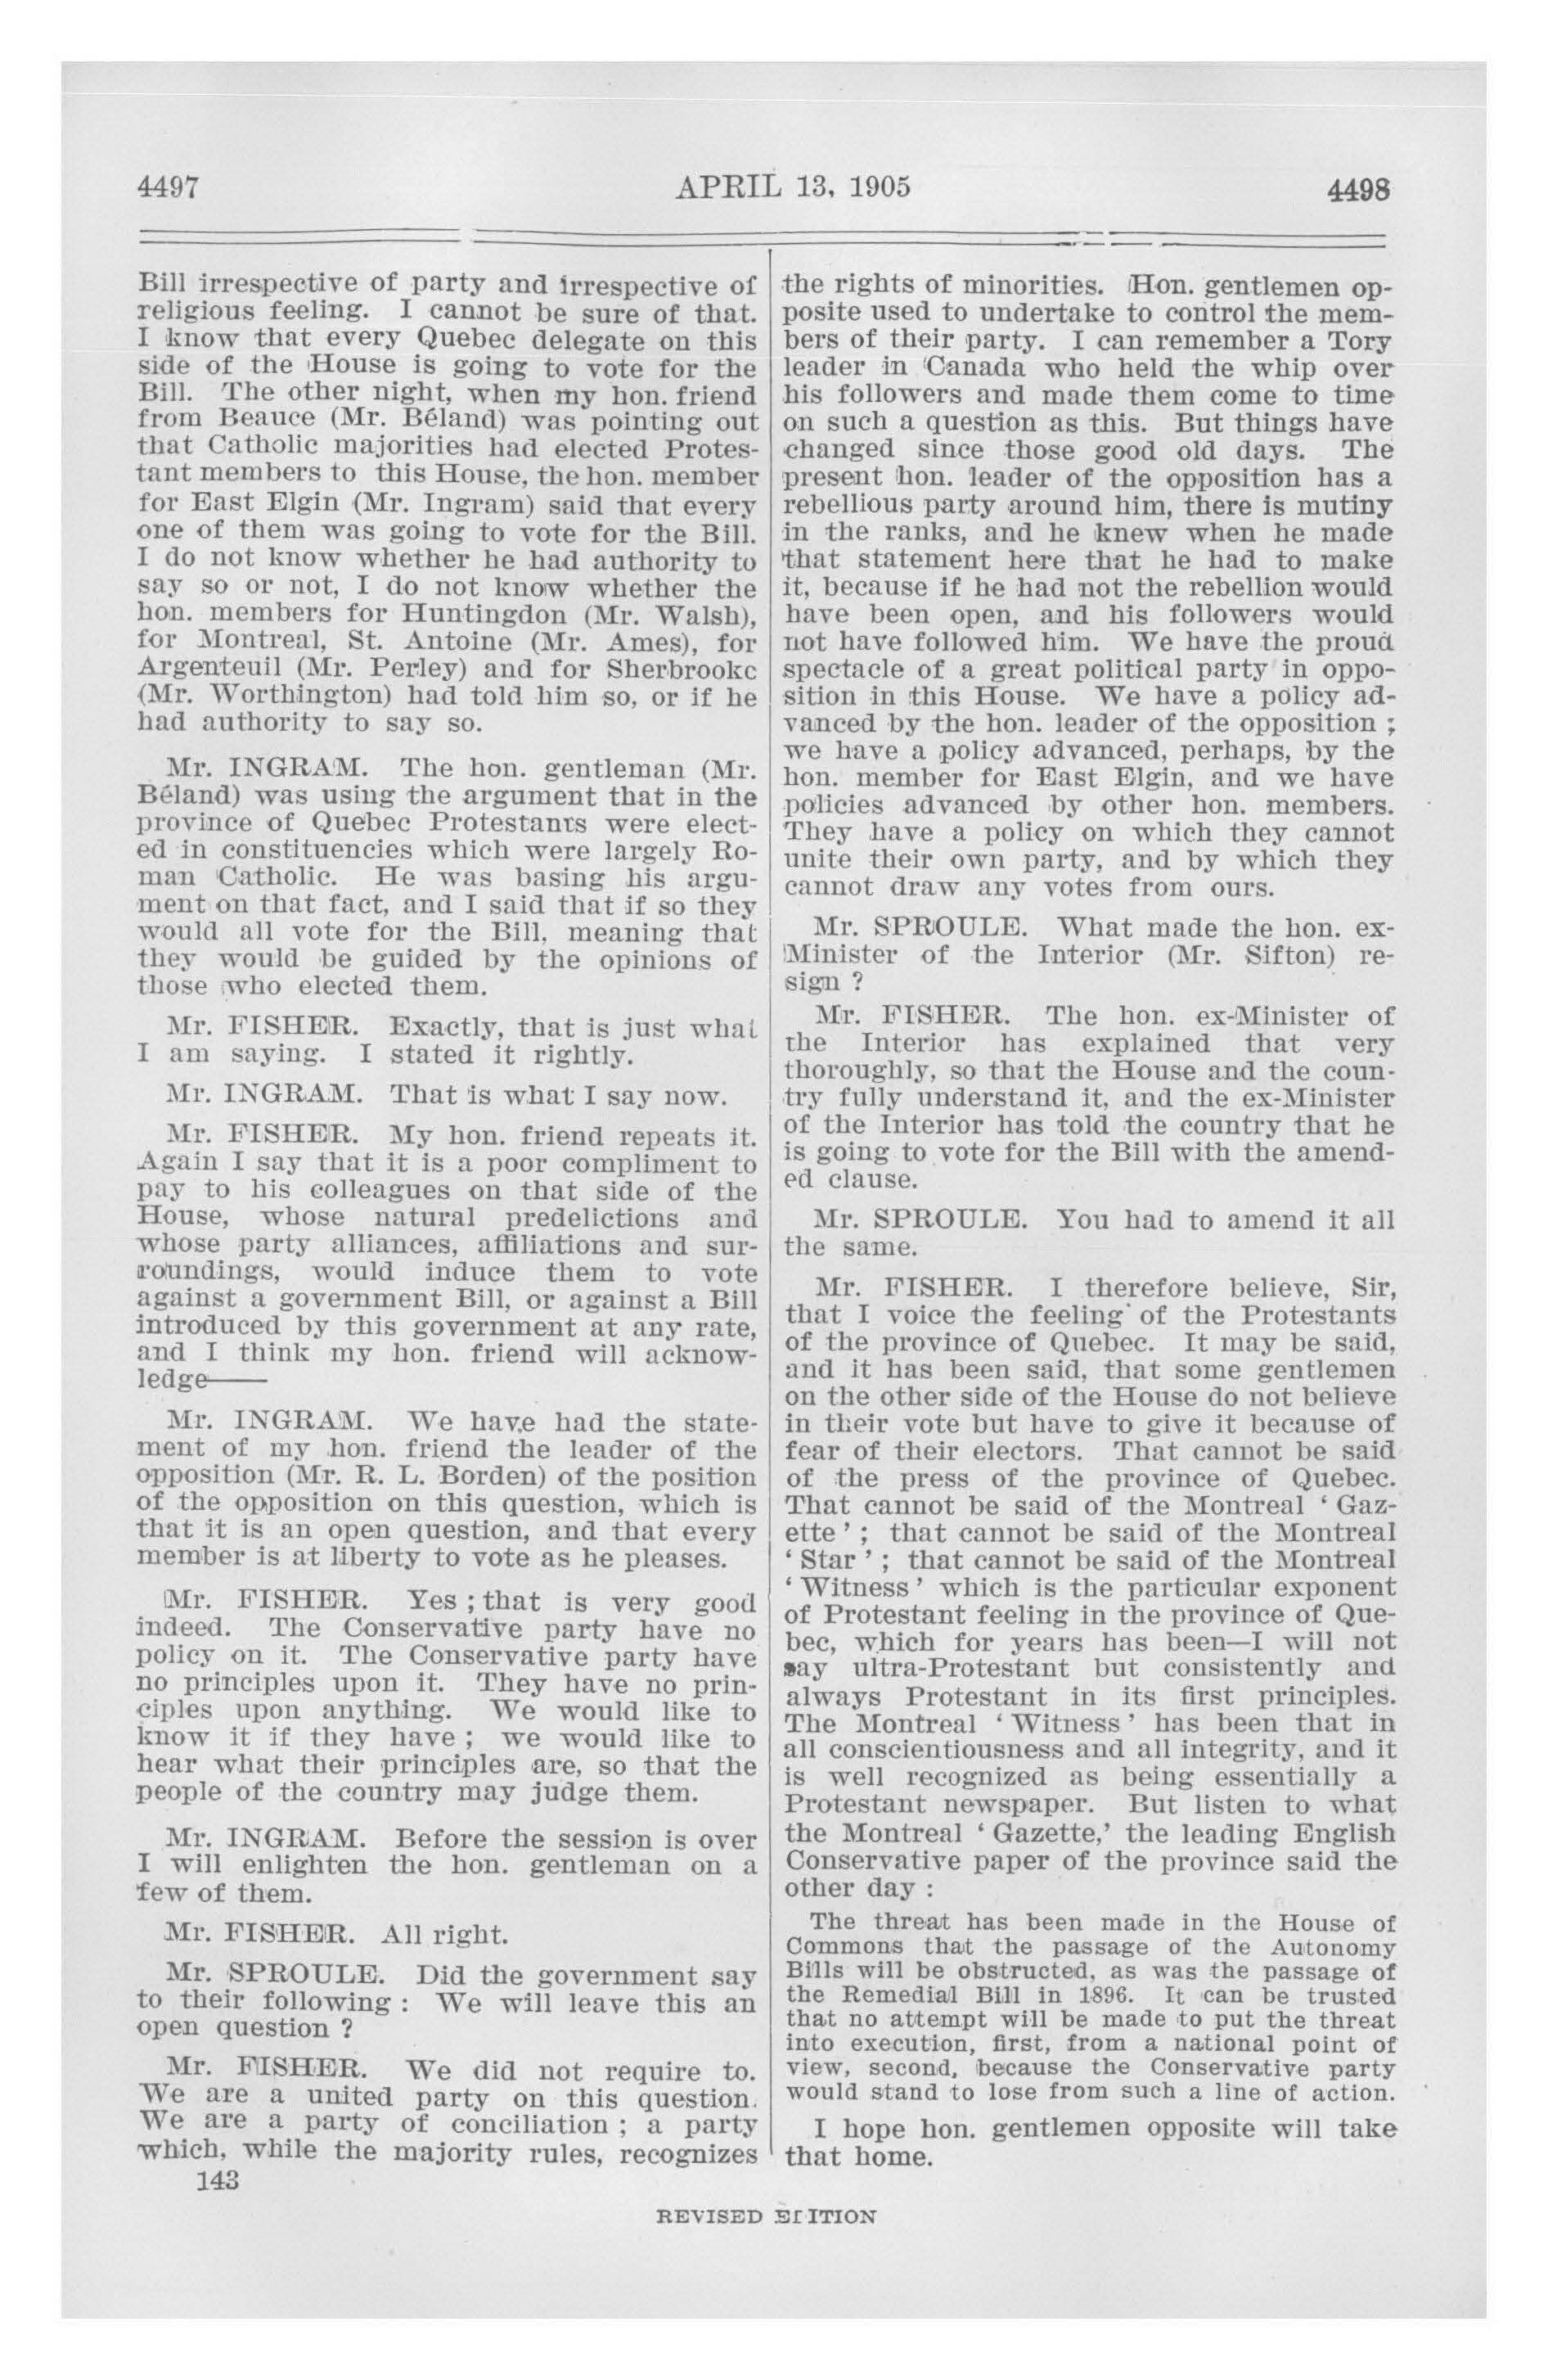 4497 APRIL 13, 1905 4498
Bill irrespective of party and irrespective of
religious feeling. I cannot be sure of that.
I know that every Quebec delegate on this
side of the House is going to vote for the
Bill. The other night, when my hon. friend
from Beauce (Mr. Béland) was pointing out
that Catholic majorities had elected Protes-
tant members to this House, the hon. member
for East Elgin (Mr. Ingram) said that every
one of them was going to vote for the Bill.
I do not know whether he had authority to
say so or not, I do not know whether the
hon. members for Huntingdon (Mr. Walsh),
for Montreal, St. Antoine (Mr. Ames), for
Argenteuil (Mr. Perley) and for Sherbrooke
(Mr. Worthington) had told him so, or if he
had authority to say so.
Mr. INGRAM. The hon. gentleman (Mr.
Béland) was using the argument that in the
province of Quebec Protestants were elect-
ed in constituencies which were largely Ro-
man Catholic. He was basing his argu-
ment on that fact, and I said that if so they
would all vote for the Bill, meaning that
they would be guided by the opinions of
those who elected them.
Mr. FISHER. Exactly, that is just what
I am saying. I stated it rightly.
Mr. INGRAM. That is what I say now.
Mr. FISHER. My hon. friend repeats it.
Again I say that it is a poor compliment to
pay to his colleagues on that side of the
House, whose natural predelictions and
whose party alliances, affiliations and sur-
roundings, would induce them to vote
against a government Bill, or against a Bill
introduced by this government at any rate,
and I think my hon. friend will acknow-
ledge——
Mr. INGRAM. We have had the state-
ment of my hon. friend the leader of the
opposition (Mr. R. L. Borden) of the position
of the opposition on this question, which is
that it is an open question, and that every
member is at liberty to vote as he pleases.
Mr. FISHER. Yes ; that is very good
indeed. The Conservative party have no
policy on it. The Conservative party have
no principles upon it. They have no prin-
ciples upon anything. We would like to
know it if they have ; we would like to
hear what their principles are, so that the
people of the country may judge them.
Mr. INGRAM. Before the session is over
I will enlighten the hon. gentleman on a
few of them.
Mr. FISHER. All right.
Mr. SPROULE. Did the government say
to their following : We will leave this an
open question ?
Mr. FISHER. We did not require to.
We are a united party on this question.
We are a party of conciliation ; a party
which, while the majority rules, recognizes
143
the rights of minorities. Hon. gentlemen op-
posite used to undertake to control the mem-
bers of their party. I can remember a Tory
leader in Canada who held the whip over
his followers and made them come to time
on such a question as this. But things have
changed since those good old days. The
present hon. leader of the opposition has a
rebellious party around him, there is mutiny
in the ranks, and he knew when he made
that statement here that he had to make
it, because if he had not the rebellion would
have been open, and his followers would
not have followed him. We have the proud
spectacle of a great political party in oppo-
sition in this House. We have a policy ad-
vanced by the hon. leader of the opposition ;
we have a policy advanced, perhaps, by the
hon. member for East Elgin, and we have
policies advanced by other hon. members.
They have a policy on which they cannot
unite their own party, and by which they
cannot draw any votes from ours.
Mr. SPROULE. What made the hon. ex-
Minister of the Interior (Mr. Sifton) re-
sign ?
Mr. FISHER. The hon. ex-Minister of
the Interior has explained that very
thoroughly, so that the House and the coun-
try fully understand it, and the ex-Minister
of the Interior has told the country that he
is going to vote for the Bill with the amend-
ed clause.
Mr. SPROULE. You had to amend it all
the same.
Mr. FISHER. I therefore believe, Sir,
that I voice the feeling of the Protestants
of the province of Quebec. It may be said,
and it has been said, that some gentlemen
on the other side of the House do not believe
in their vote but have to give it because of
fear of their electors. That cannot be said
of the press of the province of Quebec.
That cannot be said of the Montreal ‘ Gaz-
ette ’ ; that cannot be said of the Montreal
‘ Star ’ ; that cannot be said of the Montreal
‘ Witness ’ which is the particular exponent
of Protestant feeling in the province of Que-
bec, which for years has been—I will not
say ultra-Protestant but consistently and
always Protestant in its first principles.
The Montreal ‘ Witness ’ has been that in
all conscientiousness and all integrity, and it
is well recognized as being essentially a
Protestant newspaper. But listen to what
the Montreal ‘ Gazette,’ the leading English
Conservative paper of the province said the
other day :
The threat has been made in the House of
Commons that the passage of the Autonomy
Bills will be obstructed, as was the passage of
the Remedial Bill in 1896. It can be trusted
that no attempt will be made to put the threat
into execution, first, from a national point of
view, second, because the Conservative party
would stand to lose from such a line of action.
I hope hon. gentlemen opposite will take
that home.
REVISED EDITION